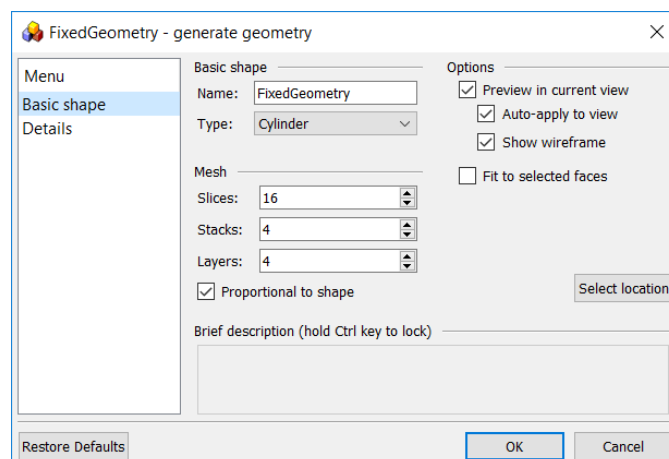 FixedGeometry - generate geometry
Menu
Basic shape
Details
Basic shape
Name: FixedGeometry
Type: Cylinder
Mesh
Slices: 16
Stacks: 4
Layers: 4
Proportional to shape
Options
Preview in current view
Auto-apply to view
Show wireframe
Fit to selected faces
Select location
Brief description (hold Ctrl key to lock)
Restore Defaults
OK
Cancel